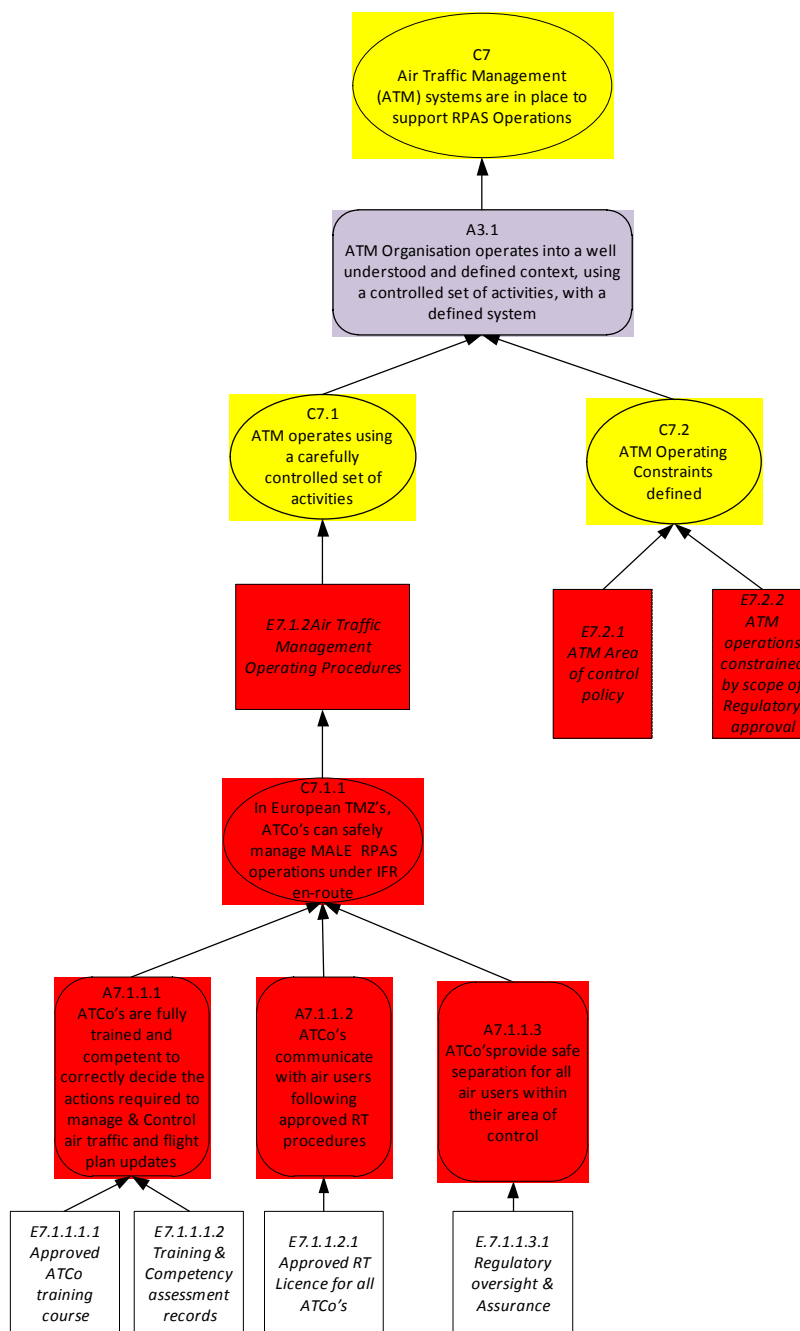 C7
Air Traffic Management
(ATM) systems are in place to
support RPAS Operations
A3.1
ATM Organisation operates into a well
understood and defined context, using
a controlled set of activities, with a
defined system
C7.1
ATM operates using
a carefully
controlled set of
activities
C7.2
ATM Operating
Constraints
defined
E7.1.2Air Traffic
Management
Operating Procedures
E7.2.1
ATM Area
of control
policy
E7.2.2
ATM
operations
constrained
by scope of
Regulatory
approval
C7.1.1
In European TMZ's,
ATCo's can safely
manage MALE RPAS
operations under IFR
en-route
A7.1.1.1
ATCo's are fully
trained and
competent to
correctly decide the
actions required to
manage & Control
air traffic and flight
plan updates
A7.1.1.2
ATCo's
communicate
with air users
following
approved RT
procedures
A7.1.1.3
ATCo'sprovide safe
separation for all
air users within
their area of
control
E7.1.1.1.1
Approved
ATCo
training
course
E7.1.1.1.2
Training &
Competency
assessment
records
E7.1.1.2.1
Approved RT
Licence for all
ATCo's
E.7.1.1.3.1
Regulatory
oversight &
Assurance